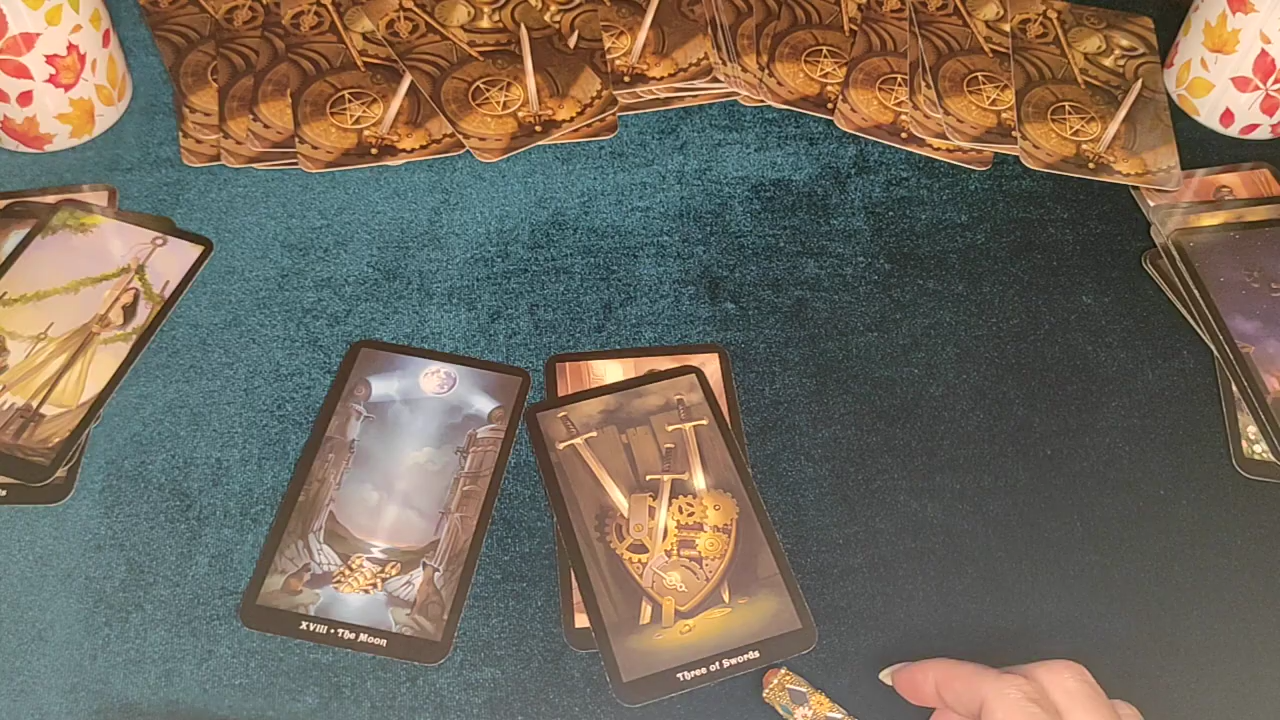 XVIII • The Moon
Three of Swords